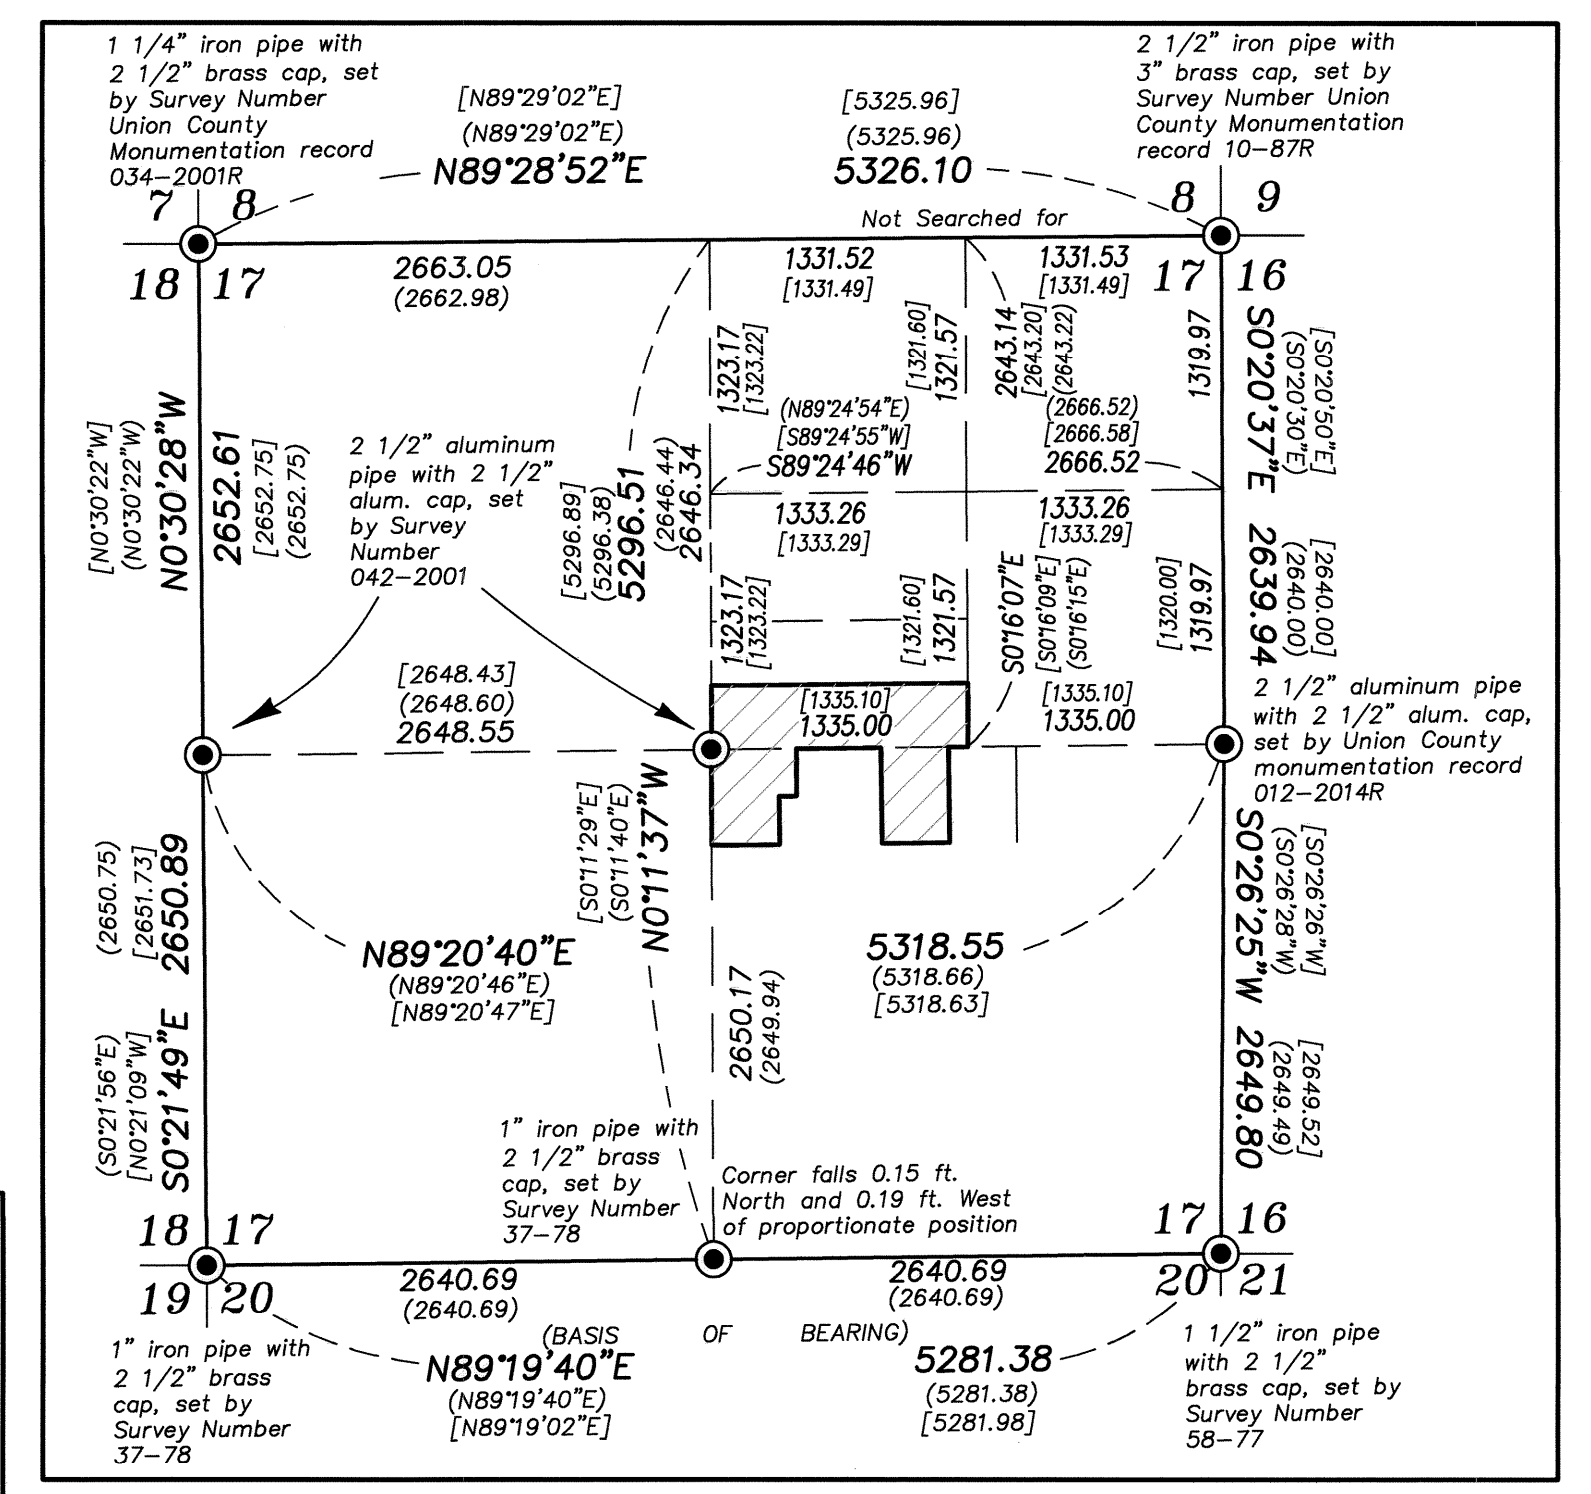 1 1/4" iron pipe with
2 1/2" brass cap, set
by Survey Number
Union County
Monumentation record
034-2001R
[N89°29'02"E]
(N89°29'02"E)
N89°28'52"E
[5325.96]
(5325.96)
5326.10
2 1/2" iron pipe with
3" brass cap, set by
Survey Number Union
County Monumentation
record 10-87R
7
8
8
9
Not Searched for
18
17
17
16
2663.05
(2662.98)
1331.52
[1331.49]
1331.53
[1331.49]
1323.17
[1323.22]
[1321.60]
1321.57
2643.14
[2643.20]
(2643.22)
1319.97
S0°20'37"E
(S0°20'30"E)
[S0°20'50"E]
[N0°30'22"W]
(N0°30'22"W)
N0°30'28"W
2652.61
[2652.75]
(2652.75)
2 1/2" aluminum
pipe with 2 1/2"
alum. cap, set
by Survey
Number
042-2001
[5296.89]
(5296.38)
5296.51
(2646.44)
2646.34
(N89°24'54"E)
[S89°24'55"W]
S89°24'46"W
(2666.52)
[2666.58]
2666.52
1333.26
[1333.29]
1333.26
[1333.29]
1323.17
[1323.22]
[1321.60]
1321.57
S0°16'07"E
[S0°16'09"E]
(S0°16'15"E)
[1320.00]
1319.97
2639.94
(2640.00)
[2640.00]
[2648.43]
(2648.60)
2648.55
[1335.10]
1335.00
[1335.10]
1335.00
2 1/2" aluminum pipe
with 2 1/2" alum. cap,
set by Union County
monumentation record
012-2014R
[S0°11'29"E]
(S0°11'40"E)
N0°11'37"W
(2650.75)
[2651.73]
2650.89
S0°26'25"W
(S0°26'28"W)
[S0°26'26"W]
N89°20'40"E
(N89°20'46"E)
[N89°20'47"E]
5318.55
(5318.66)
[5318.63]
2650.17
(2649.94)
(S0°21'56"E)
[N0°21'09"W]
S0°21'49"E
2649.80
(2649.49)
[2649.52]
1" iron pipe with
2 1/2" brass
cap, set by
Survey Number
37-78
Corner falls 0.15 ft.
North and 0.19 ft. West
of proportionate position
18
17
17
16
19
20
20
21
2640.69
(2640.69)
2640.69
(2640.69)
(BASIS OF BEARING)
N89°19'40"E
(N89°19'40"E)
[N89°19'02"E]
5281.38
(5281.38)
[5281.98]
1" iron pipe with
2 1/2" brass
cap, set by
Survey Number
37-78
1 1/2" iron pipe
with 2 1/2"
brass cap, set by
Survey Number
58-77